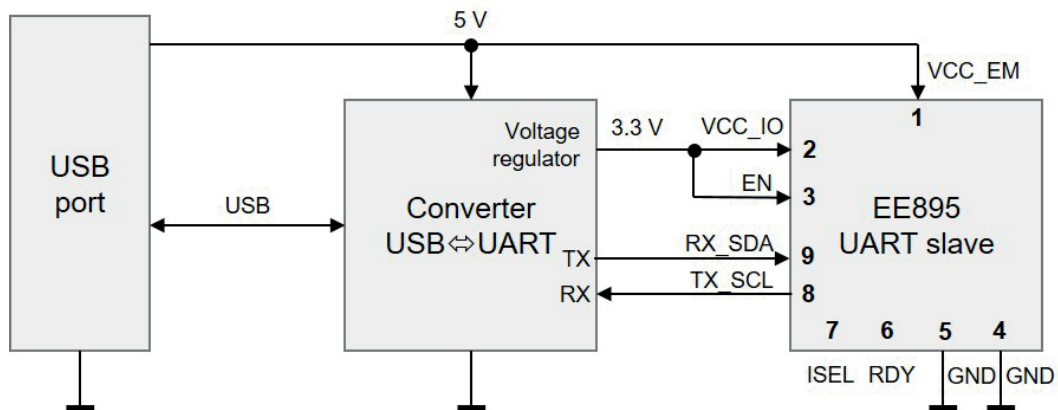 5 V
VCC_EM
1
USB
port
USB
Voltage
regulator
Converter
USB⇔UART
TX
RX
3.3 V
VCC_IO
EN
RX_SDA
TX_SCL
2
3
9
8
EE895
UART slave
7
6
5
4
ISEL
RDY
GND
GND